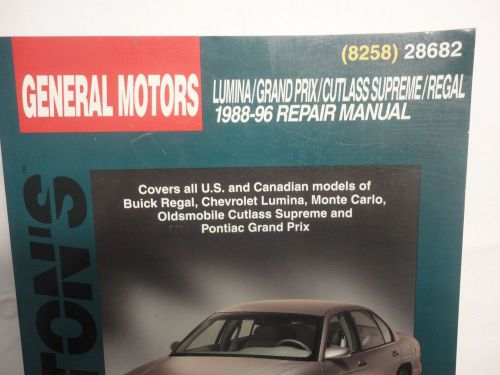 (8258) 28682
GENERAL MOTORS
LUMINA/GRAND PRIX/CUTLASS SUPREME/REGAL
1988-96 REPAIR MANUAL
Covers all U.S. and Canadian models of
Buick Regal, Chevrolet Lumina, Monte Carlo,
Oldsmobile Cutlass Supreme and
Pontiac Grand Prix
TON'S